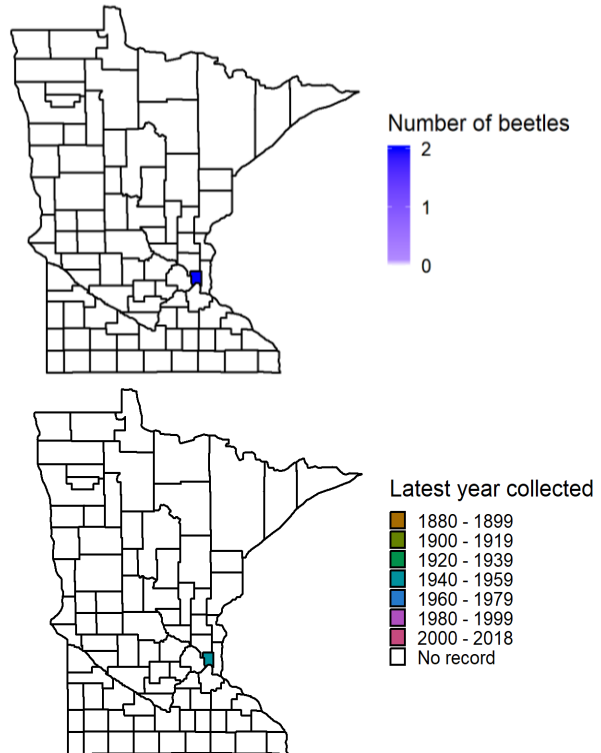 Number of beetles
2
1
0
Latest year collected
1880 - 1899
1900 - 1919
1920 - 1939
1940 - 1959
1960 - 1979
1980 - 1999
2000 - 2018
No record